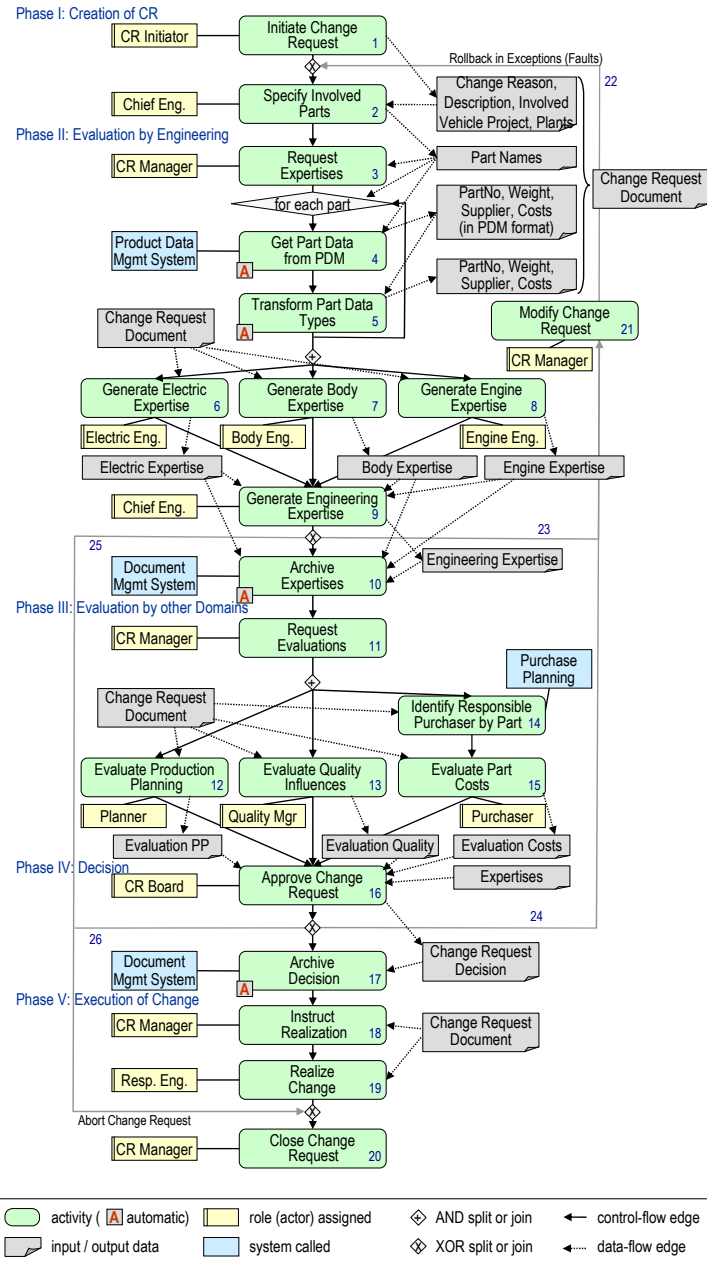 Phase I: Creation of CR
CR Initiator
Initiate Change
Request 1
Rollback in Exceptions (Faults)
22
Chief Eng.
Specify Involved
Parts 2
Change Reason,
Description, Involved
Vehicle Project, Plants
Phase II: Evaluation by Engineering
CR Manager
Request
Expertises 3
Part Names
Change Request
Document
for each part
PartNo, Weight,
Supplier, Costs
(in PDM format)
Product Data
Mgmt System
Get Part Data
from PDM 4
A
PartNo, Weight,
Supplier, Costs
Transform Part Data
Types 5
A
Modify Change
Request 21
CR Manager
Change Request
Document
Generate Electric
Expertise 6
Generate Body
Expertise 7
Generate Engine
Expertise 8
Electric Eng.
Body Eng.
Engine Eng.
Electric Expertise
Body Expertise
Engine Expertise
Chief Eng.
Generate Engineering
Expertise 9
23
25
Document
Mgmt System
Archive
Expertises 10
A
Engineering Expertise
Phase III: Evaluation by other Domains
CR Manager
Request
Evaluations 11
Purchase
Planning
Change Request
Document
Identify Responsible
Purchaser by Part 14
Evaluate Production
Planning 12
Evaluate Quality
Influences 13
Evaluate Part
Costs 15
Planner
Quality Mgr
Purchaser
Evaluation PP
Evaluation Quality
Evaluation Costs
Phase IV: Decision
CR Board
Approve Change
Request 16
Expertises
24
26
Document
Mgmt System
Archive
Decision 17
A
Change Request
Decision
Phase V: Execution of Change
CR Manager
Instruct
Realization 18
Change Request
Document
Resp. Eng.
Realize
Change 19
Abort Change Request
CR Manager
Close Change
Request 20
activity ( A automatic)
role (actor) assigned
AND split or join
control-flow edge
input / output data
system called
XOR split or join
data-flow edge